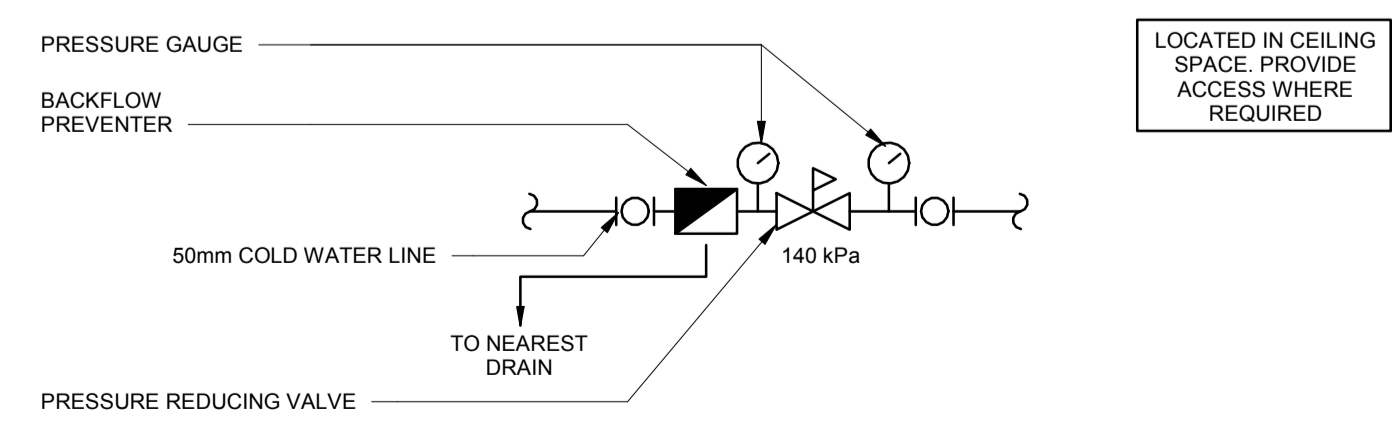 PRESSURE GAUGE
LOCATED IN CEILING
SPACE. PROVIDE
ACCESS WHERE
REQUIRED
BACKFLOW
PREVENTER
50mm COLD WATER LINE
140 kPa
TO NEAREST
DRAIN
PRESSURE REDUCING VALVE